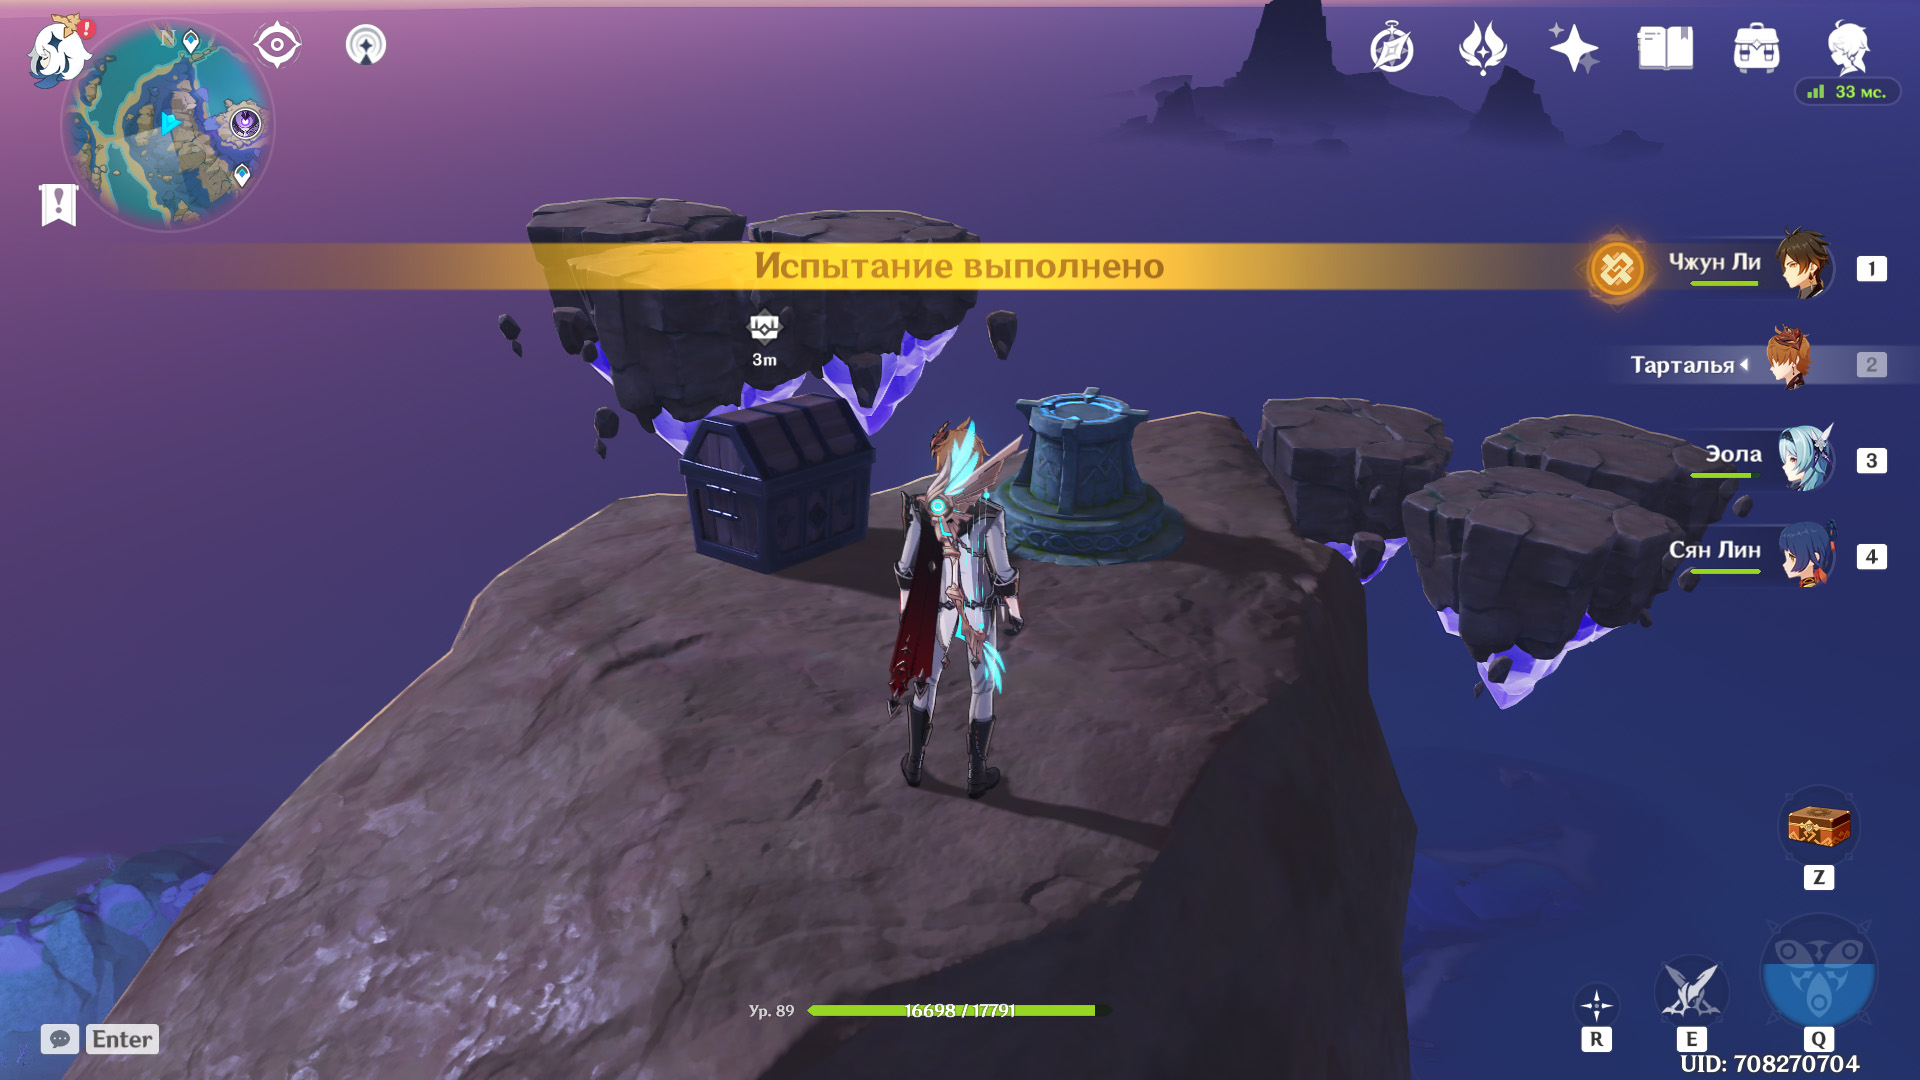 N
33 мс.
Испытание выполнено
Чжун Ли
1
3m
Тарталья
2
Эола
3
Сян Лин
4
Z
Ур. 89
16698 / 17791
Enter
R
E
Q
UID: 708270704